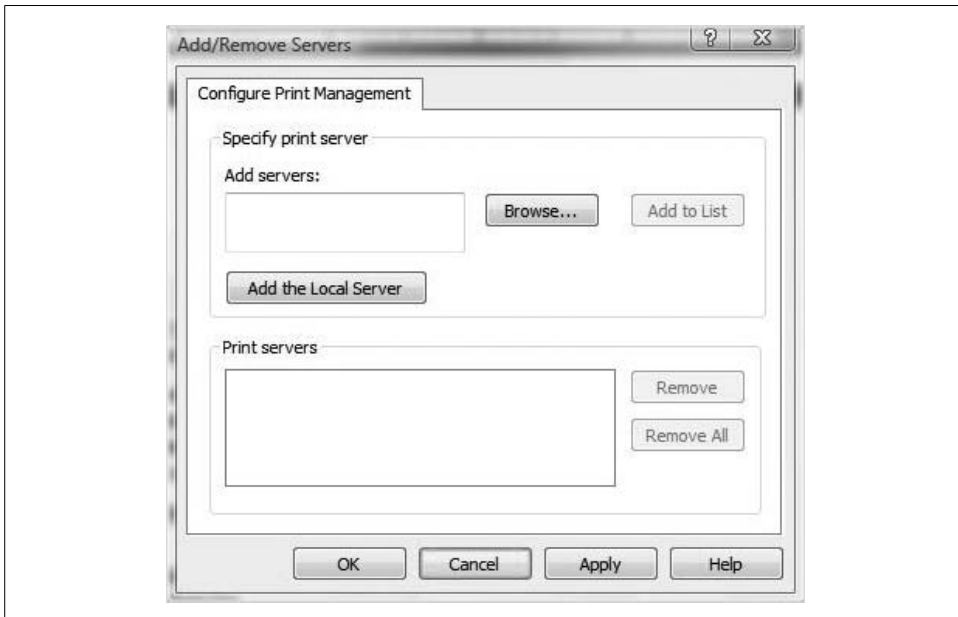 Add/Remove Servers
Configure Print Management
Specify print server
Add servers:
Browse...
Add to List
Add the Local Server
Print servers
Remove
Remove All
OK
Cancel
Apply
Help